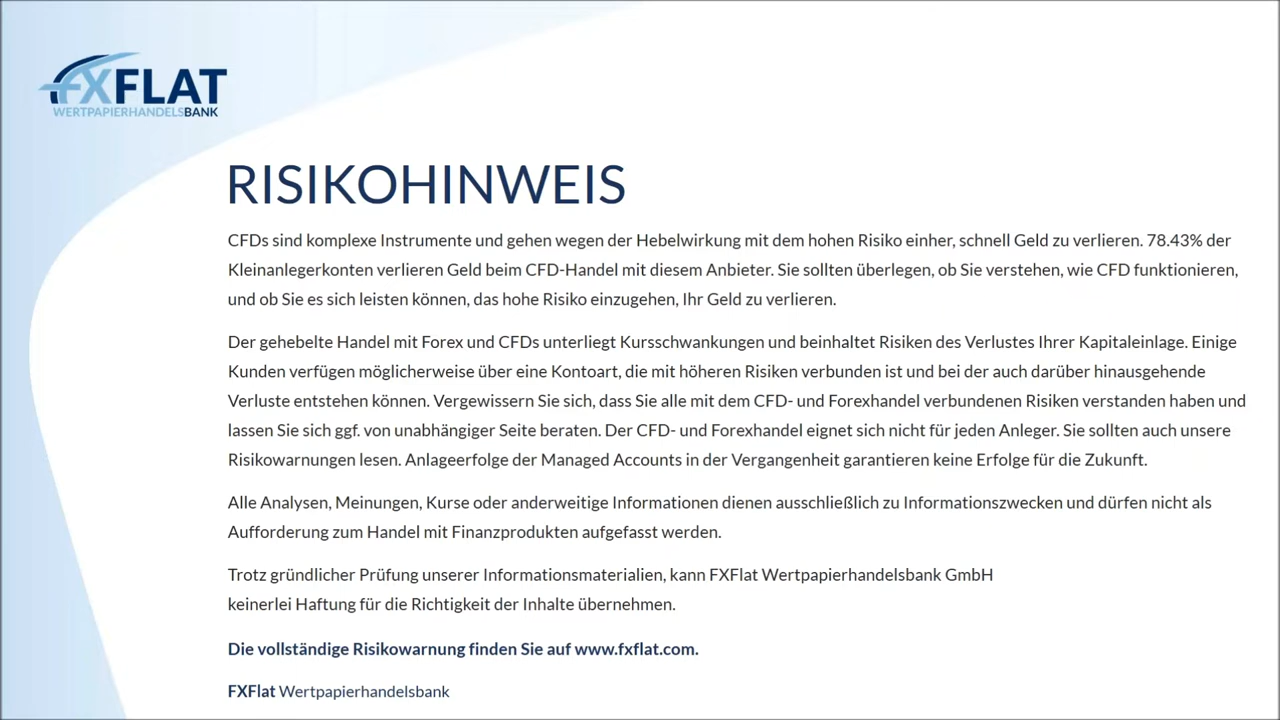 FXFLAT
WERTPAPIERHANDELSBANK
RISIKOHINWEIS
CFDs sind komplexe Instrumente und gehen wegen der Hebelwirkung mit dem hohen Risiko einher, schnell Geld zu verlieren. 78.43% der
Kleinanlegerkonten verlieren Geld beim CFD-Handel mit diesem Anbieter. Sie sollten überlegen, ob Sie verstehen, wie CFD funktionieren,
und ob Sie es sich leisten können, das hohe Risiko einzugehen, Ihr Geld zu verlieren.
Der gehebelte Handel mit Forex und CFDs unterliegt Kursschwankungen und beinhaltet Risiken des Verlustes Ihrer Kapitaleinlage. Einige
Kunden verfügen möglicherweise über eine Kontoart, die mit höheren Risiken verbunden ist und bei der auch darüber hinausgehende
Verluste entstehen können. Vergewissern Sie sich, dass Sie alle mit dem CFD- und Forexhandel verbundenen Risiken verstanden haben und
lassen Sie sich ggf. von unabhängiger Seite beraten. Der CFD- und Forexhandel eignet sich nicht für jeden Anleger. Sie sollten auch unsere
Risikowarnungen lesen. Anlageerfolge der Managed Accounts in der Vergangenheit garantieren keine Erfolge für die Zukunft.
Alle Analysen, Meinungen, Kurse oder anderweitige Informationen dienen ausschließlich zu Informationszwecken und dürfen nicht als
Aufforderung zum Handel mit Finanzprodukten aufgefasst werden.
Trotz gründlicher Prüfung unserer Informationsmaterialien, kann FXFlat Wertpapierhandelsbank GmbH
keinerlei Haftung für die Richtigkeit der Inhalte übernehmen.
Die vollständige Risikowarnung finden Sie auf www.fxflat.com.
FXFlat Wertpapierhandelsbank